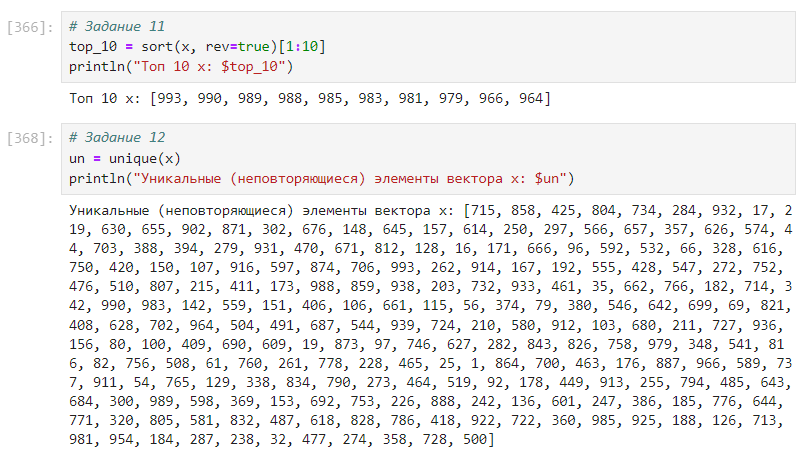 [366]:
# Задание 11
top_10 = sort(x, rev=true)[1:10]
println("Топ 10 x: $top_10")
Топ 10 x: [993, 990, 989, 988, 985, 983, 981, 979, 966, 964]
[368]:
# Задание 12
un = unique(x)
println("Уникальные (неповторяющиеся) элементы вектора x: $un")
Уникальные (неповторяющиеся) элементы вектора x: [715, 858, 425, 804, 734, 284, 932, 17, 2
19, 630, 655, 902, 871, 302, 676, 148, 645, 157, 614, 250, 297, 566, 657, 357, 626, 574, 4
4, 703, 388, 394, 279, 931, 470, 671, 812, 128, 16, 171, 666, 96, 592, 532, 66, 328, 616,
750, 420, 150, 107, 916, 597, 874, 706, 993, 262, 914, 167, 192, 555, 428, 547, 272, 752,
476, 510, 807, 215, 411, 173, 988, 859, 938, 203, 732, 933, 461, 35, 662, 766, 182, 714, 3
42, 990, 983, 142, 559, 151, 406, 106, 661, 115, 56, 374, 79, 380, 546, 642, 699, 69, 821,
408, 628, 702, 964, 504, 491, 687, 544, 939, 724, 210, 580, 912, 103, 680, 211, 727, 936,
156, 80, 100, 409, 690, 609, 19, 873, 97, 746, 627, 282, 843, 826, 758, 979, 348, 541, 81
6, 82, 756, 508, 61, 760, 261, 778, 228, 465, 25, 1, 864, 700, 463, 176, 887, 966, 589, 73
7, 911, 54, 765, 129, 338, 834, 790, 273, 464, 519, 92, 178, 449, 913, 255, 794, 485, 643,
684, 300, 989, 598, 369, 153, 692, 753, 226, 888, 242, 136, 601, 247, 386, 185, 776, 644,
771, 320, 805, 581, 832, 487, 618, 828, 786, 418, 922, 722, 360, 985, 925, 188, 126, 713,
981, 954, 184, 287, 238, 32, 477, 274, 358, 728, 500]